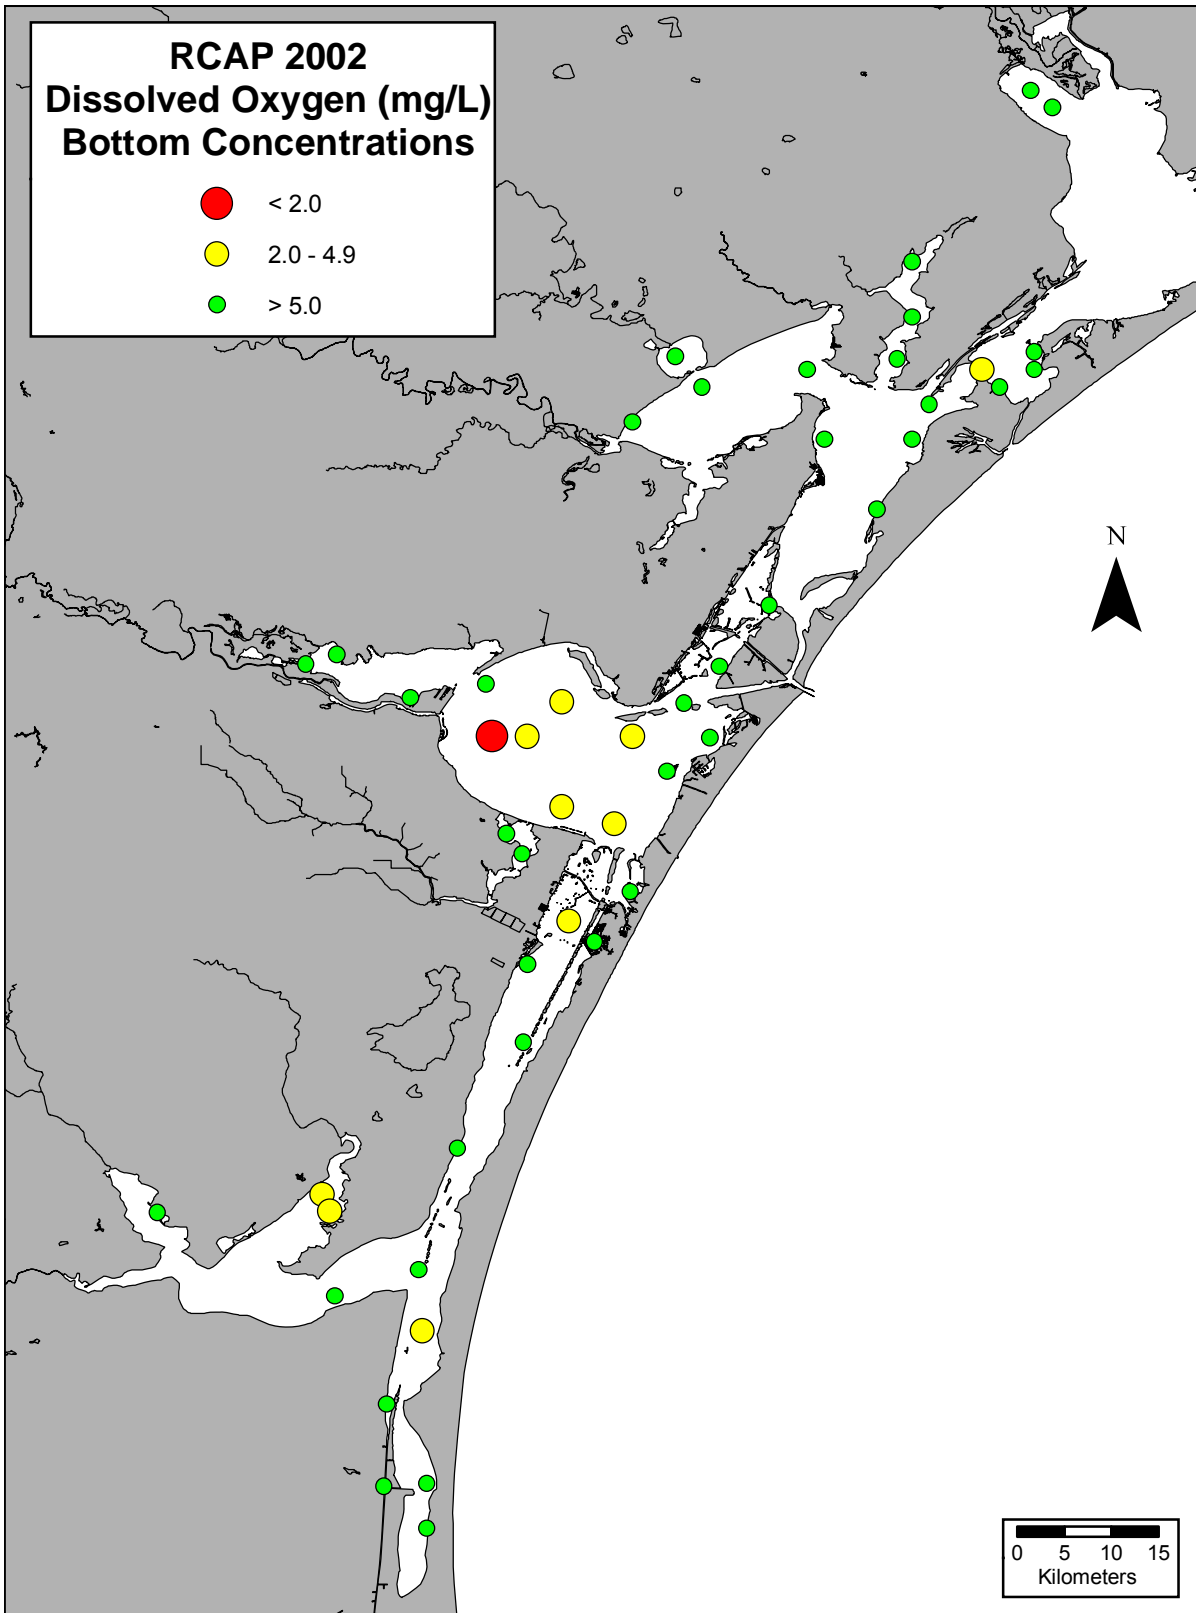 RCAP 2002
Dissolved Oxygen (mg/L)
Bottom Concentrations
< 2.0
2.0 - 4.9
> 5.0
N
0 5 10 15
Kilometers